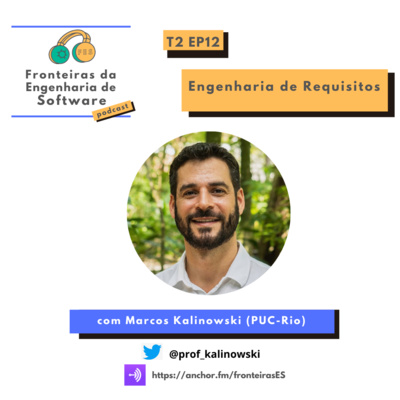 T2 EP12
Fronteiras da
Engenharia de
Software
podcast
Engenharia de Requisitos
com Marcos Kalinowski (PUC-Rio)
@prof_kalinowski
https://anchor.fm/fronteirasES